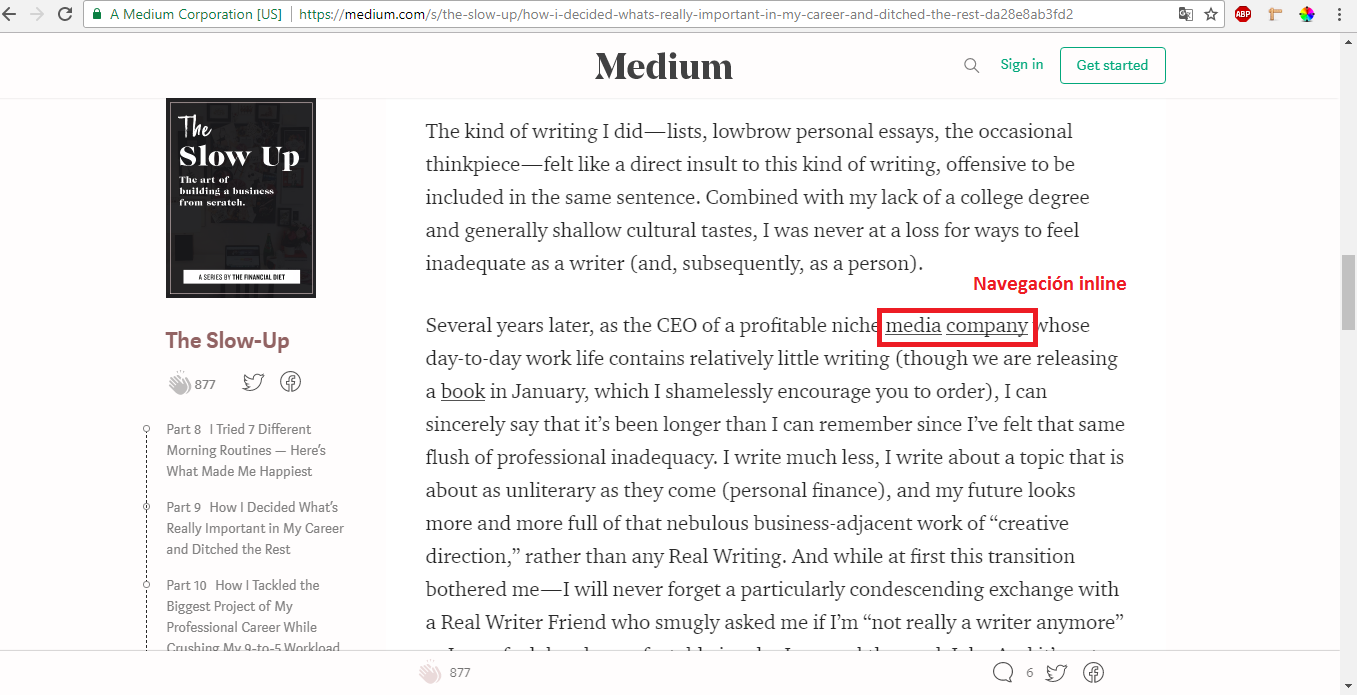 A Medium Corporation [US] https://medium.com/s/the-slow-up/how-i-decided-whats-really-important-in-my-career-and-ditched-the-rest-da28e8ab3fd2
ABP
Medium
Sign in
Get started
The
Slow Up
The art of
building a business
from scratch.
A SERIES BY THE FINANCIAL DIET
The Slow-Up
877
Part 8 I Tried 7 Different
Morning Routines — Here’s
What Made Me Happiest
Part 9 How I Decided What’s
Really Important in My Career
and Ditched the Rest
Part 10 How I Tackled the
Biggest Project of My
Professional Career While
Crushing My 9-to-5 Workload
The kind of writing I did—lists, lowbrow personal essays, the occasional
thinkpiece—felt like a direct insult to this kind of writing, offensive to be
included in the same sentence. Combined with my lack of a college degree
and generally shallow cultural tastes, I was never at a loss for ways to feel
inadequate as a writer (and, subsequently, as a person).
Navegación inline
Several years later, as the CEO of a profitable niche media company whose
day-to-day work life contains relatively little writing (though we are releasing
a book in January, which I shamelessly encourage you to order), I can
sincerely say that it’s been longer than I can remember since I’ve felt that same
flush of professional inadequacy. I write much less, I write about a topic that is
about as unliterary as they come (personal finance), and my future looks
more and more full of that nebulous business-adjacent work of “creative
direction,” rather than any Real Writing. And while at first this transition
bothered me—I will never forget a particularly condescending exchange with
a Real Writer Friend who smugly asked me if I’m “not really a writer anymore”
877
6